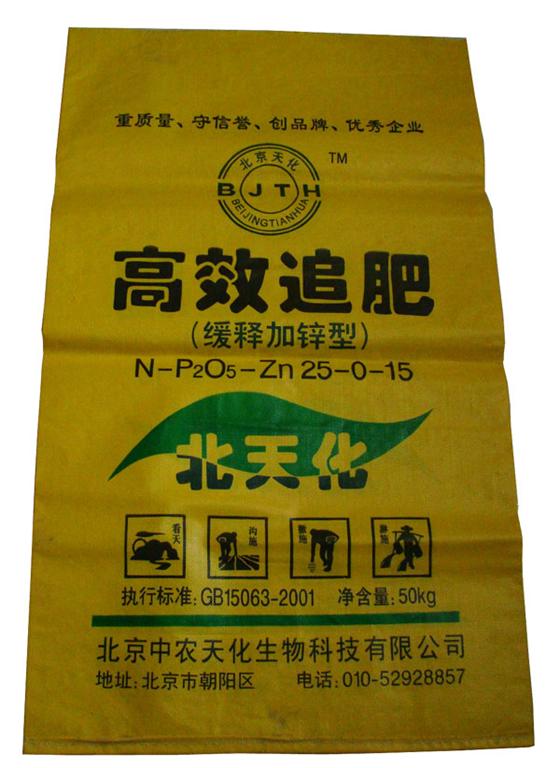 重质量、守信誉、创品牌、优秀企业
北京天化
TM
BJTH
BEIJINGTIANHUA
高效追肥
(缓释加锌型)
N-P2O5-Zn 25-0-15
北天化
看天 沟施 撒施 淋施
执行标准:GB15063-2001 净含量:50kg
北京中农天化生物科技有限公司
地址:北京市朝阳区 电话:010-52928857